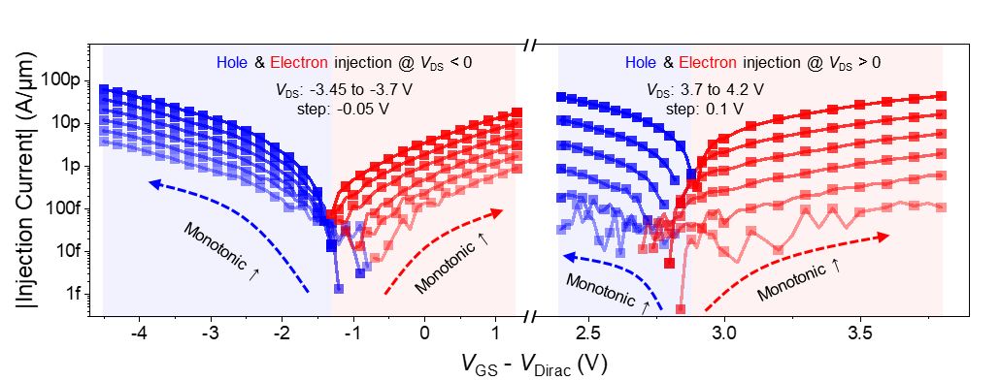 Hole & Electron injection @ VDS < 0
VDS: -3.45 to -3.7 V
step: -0.05 V
Hole & Electron injection @ VDS > 0
VDS: 3.7 to 4.2 V
step: 0.1 V
|Injection Current| (A/μm)
100p
10p
1p
100f
10f
1f
Monotonic ↑
Monotonic ↑
Monotonic ↑
Monotonic ↑
-4 -3 -2 -1 0 1 2.5 3.0 3.5
VGS - VDirac (V)